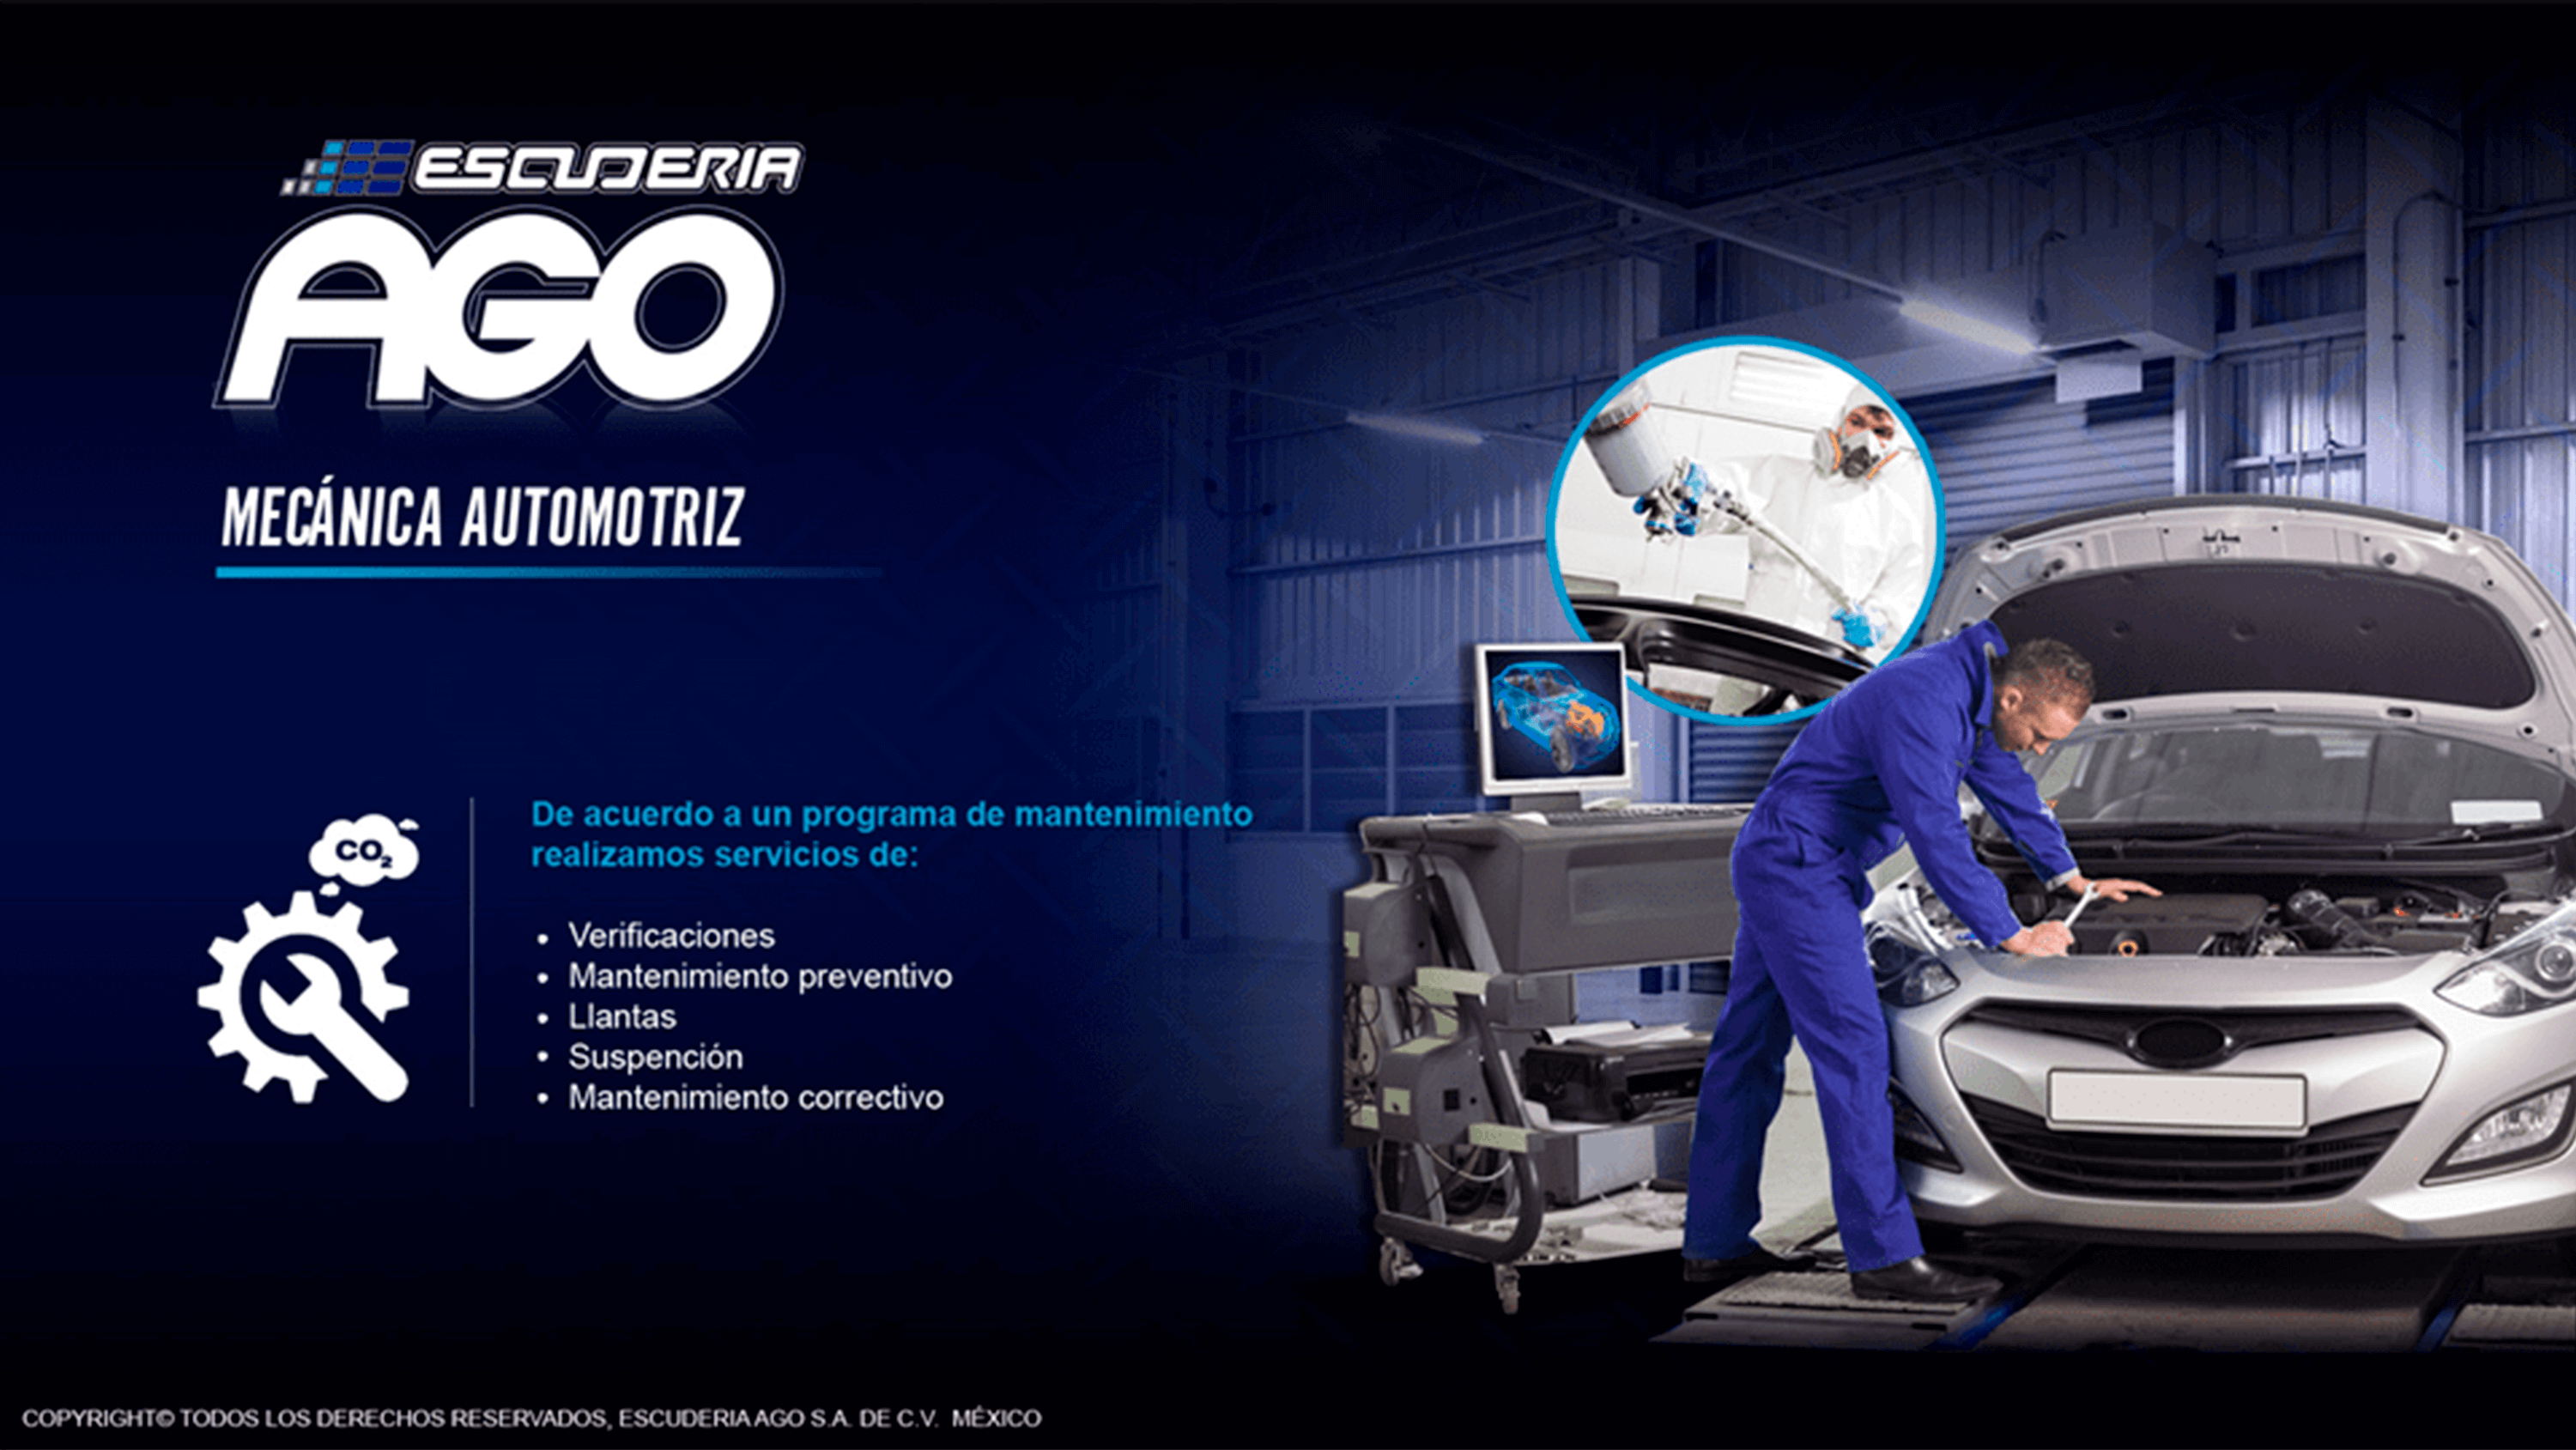 ESCUDERIA
AGO
MECÁNICA AUTOMOTRIZ
CO₂
De acuerdo a un programa de mantenimiento
realizamos servicios de:
• Verificaciones
• Mantenimiento preventivo
• Llantas
• Suspención
• Mantenimiento correctivo
COPYRIGHT© TODOS LOS DERECHOS RESERVADOS, ESCUDERIA AGO S.A. DE C.V. MÉXICO